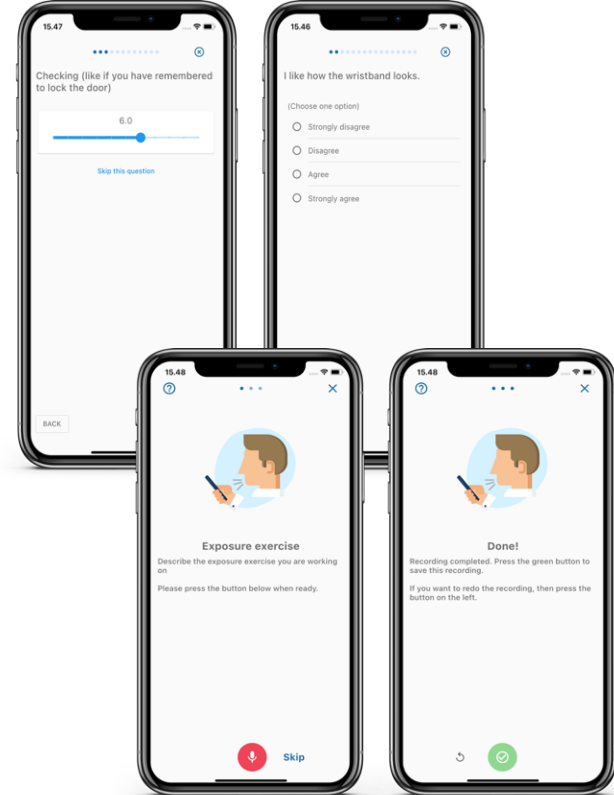 15.47
Checking (like if you have remembered
to lock the door)
6.0
Skip this question
BACK
15.46
I like how the wristband looks.
(Choose one option)
Strongly disagree
Disagree
Agree
Strongly agree
15.48
Exposure exercise
Describe the exposure exercise you are working
on
Please press the button below when ready.
Skip
15.48
Done!
Recording completed. Press the green button to
save this recording.
If you want to redo the recording, then press the
button on the left.